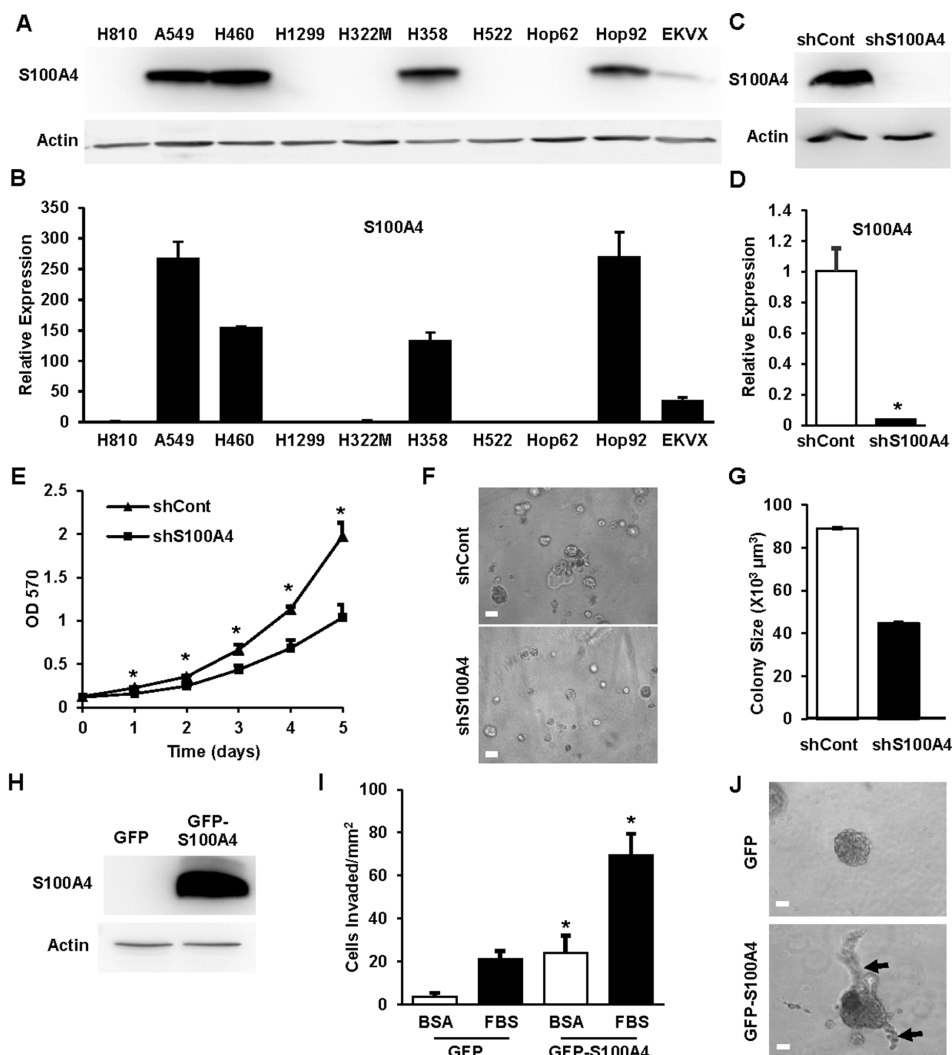 A
H810 A549 H460 H1299 H322M H358 H522 Hop62 Hop92 EKVX
S100A4
Actin
B
Relative Expression
350
300
250
200
150
100
50
0
S100A4
H810 A549 H460 H1299 H322M H358 H522 Hop62 Hop92 EKVX
C
shCont shS100A4
S100A4
Actin
D
Relative Expression
1.4
1.2
1
0.8
0.6
0.4
0.2
0
S100A4
*
shCont shS100A4
E
OD 570
2.5
2
1.5
1
0.5
0
shCont
shS100A4
* * * * *
0 1 2 3 4 5
Time (days)
F
shCont
shS100A4
G
Colony Size (X10³ μm³)
100
80
60
40
20
0
shCont shS100A4
H
GFP GFP-
S100A4
S100A4
Actin
I
Cells Invaded/mm²
100
80
60
40
20
0
* *
BSA FBS BSA FBS
GFP GFP-S100A4
J
GFP
GFP-S100A4